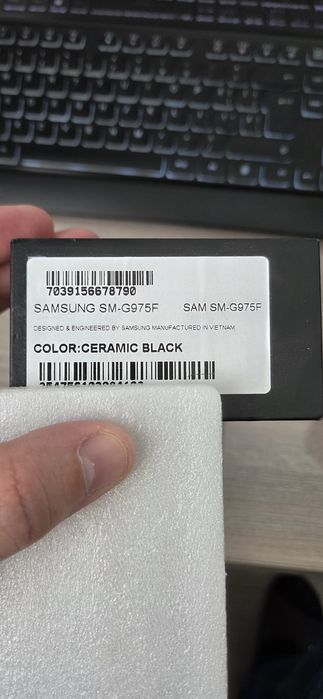 7039156678790
SAMSUNG SM-G975F SAM SM-G975F
DESIGNED & ENGINEERED BY SAMSUNG MANUFACTURED IN VIETNAM
COLOR:CERAMIC BLACK